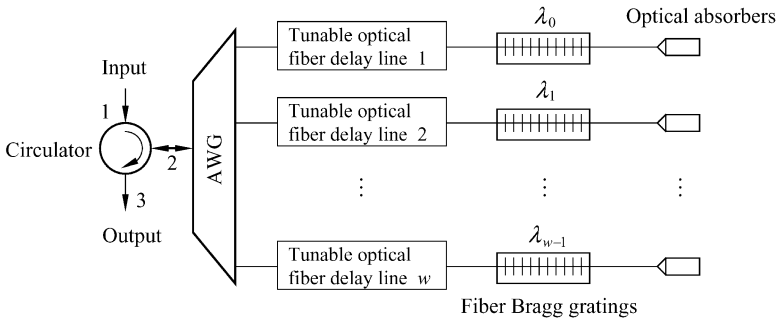 Input
1
Circulator
2
3
Output
AWG
Tunable optical
fiber delay line 1
λ0
Optical absorbers
Tunable optical
fiber delay line 2
λ1
⋮ ⋮ ⋮
Tunable optical
fiber delay line w
λw−1
Fiber Bragg gratings